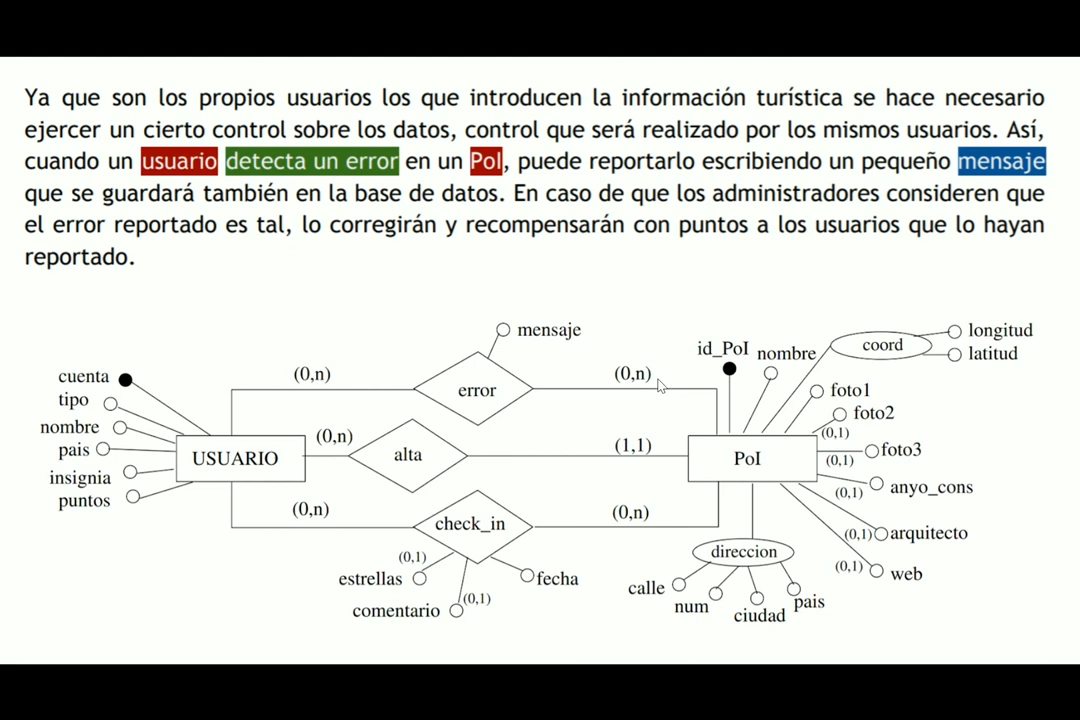 Ya que son los propios usuarios los que introducen la información turística se hace necesario
ejercer un cierto control sobre los datos, control que será realizado por los mismos usuarios. Así,
cuando un usuario detecta un error en un PoI, puede reportarlo escribiendo un pequeño mensaje
que se guardará también en la base de datos. En caso de que los administradores consideren que
el error reportado es tal, lo corregirán y recompensarán con puntos a los usuarios que lo hayan
reportado.
mensaje
longitud
coord
latitud
id_PoI
nombre
cuenta
(0,n)
(0,n)
error
foto1
tipo
foto2
nombre
(0,n)
(0,1)
pais
USUARIO
alta
(1,1)
PoI
foto3
(0,1)
insignia
anyo_cons
(0,1)
puntos
(0,n)
(0,n)
check_in
arquitecto
(0,1)
direccion
(0,1)
estrellas
fecha
web
(0,1)
calle
comentario
(0,1)
num
ciudad
pais